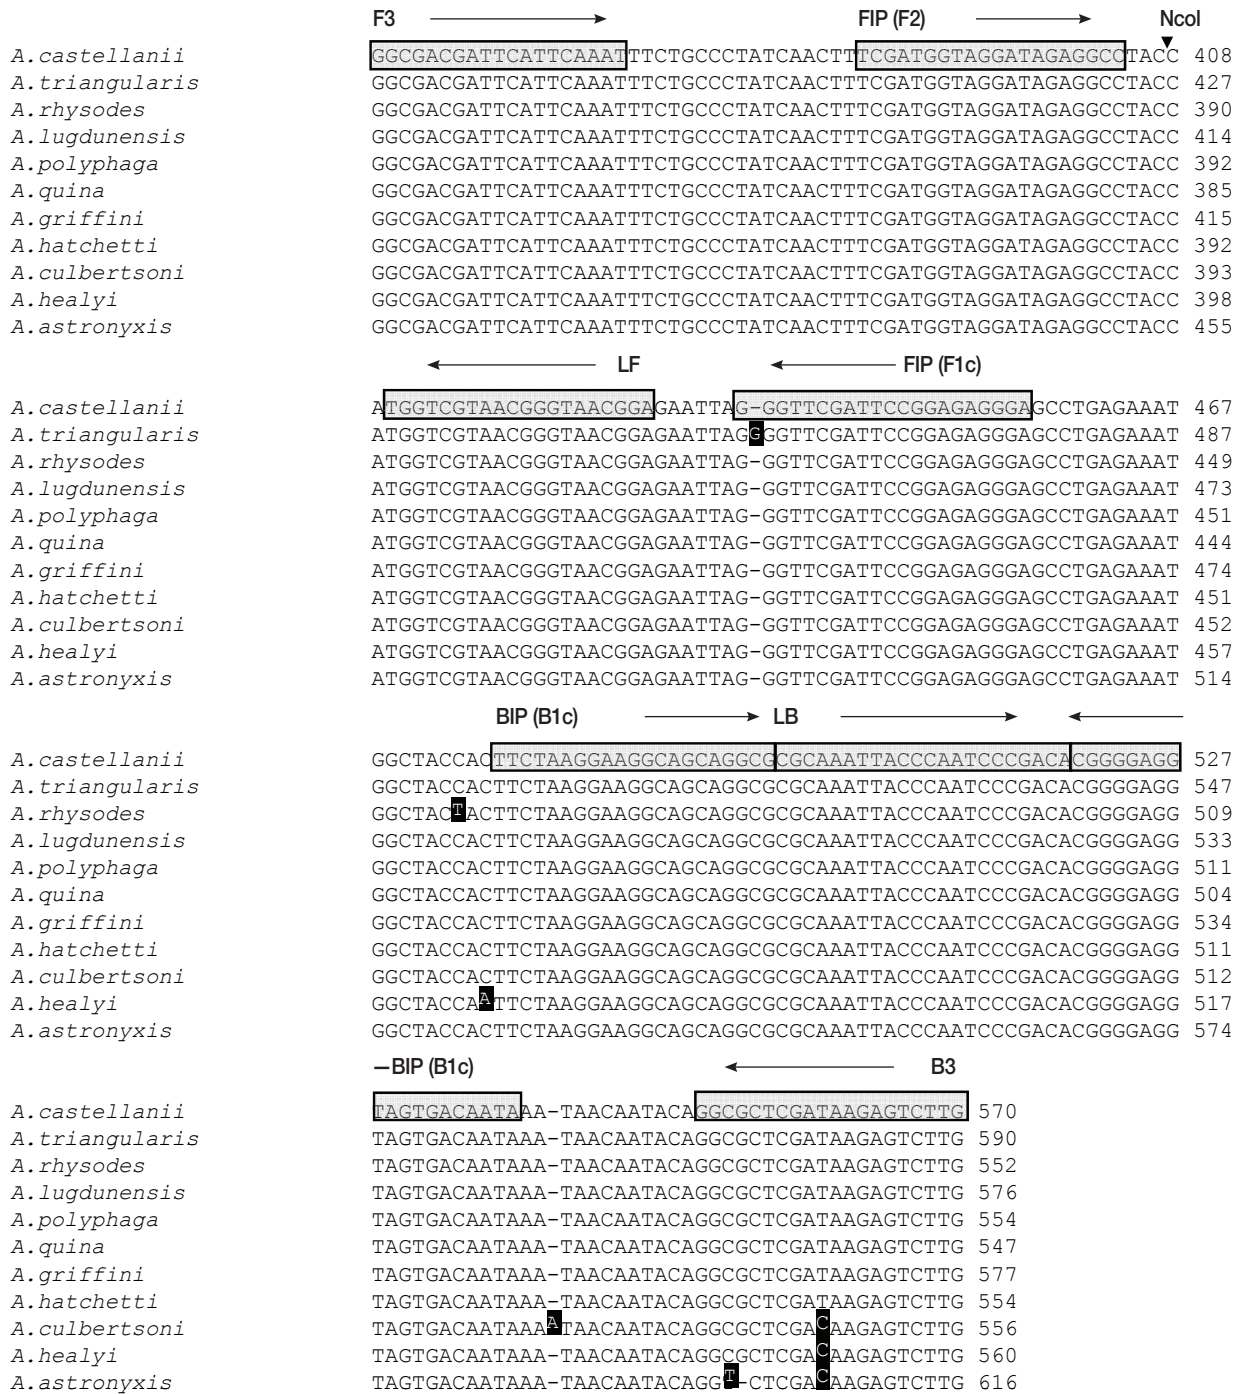 F3 FIP (F2) NcoI
A.castellanii GGCGACGATTCATTCAAATTTCTGCCCTATCAACTTTCGATGGTAGGATAGAGGCCTACC 408
A.triangularis GGCGACGATTCATTCAAATTTCTGCCCTATCAACTTTCGATGGTAGGATAGAGGCCTACC 427
A.rhysodes GGCGACGATTCATTCAAATTTCTGCCCTATCAACTTTCGATGGTAGGATAGAGGCCTACC 390
A.lugdunensis GGCGACGATTCATTCAAATTTCTGCCCTATCAACTTTCGATGGTAGGATAGAGGCCTACC 414
A.polyphaga GGCGACGATTCATTCAAATTTCTGCCCTATCAACTTTCGATGGTAGGATAGAGGCCTACC 392
A.quina GGCGACGATTCATTCAAATTTCTGCCCTATCAACTTTCGATGGTAGGATAGAGGCCTACC 385
A.griffini GGCGACGATTCATTCAAATTTCTGCCCTATCAACTTTCGATGGTAGGATAGAGGCCTACC 415
A.hatchetti GGCGACGATTCATTCAAATTTCTGCCCTATCAACTTTCGATGGTAGGATAGAGGCCTACC 392
A.culbertsoni GGCGACGATTCATTCAAATTTCTGCCCTATCAACTTTCGATGGTAGGATAGAGGCCTACC 393
A.healyi GGCGACGATTCATTCAAATTTCTGCCCTATCAACTTTCGATGGTAGGATAGAGGCCTACC 398
A.astronyxis GGCGACGATTCATTCAAATTTCTGCCCTATCAACTTTCGATGGTAGGATAGAGGCCTACC 455
LF FIP (F1c)
A.castellanii ATGGTCGTAACGGGTAACGGAGAATTAG-GGTTCGATTCCGGAGAGGGAGCCTGAGAAAT 467
A.triangularis ATGGTCGTAACGGGTAACGGAGAATTAGGGGTTCGATTCCGGAGAGGGAGCCTGAGAAAT 487
A.rhysodes ATGGTCGTAACGGGTAACGGAGAATTAG-GGTTCGATTCCGGAGAGGGAGCCTGAGAAAT 449
A.lugdunensis ATGGTCGTAACGGGTAACGGAGAATTAG-GGTTCGATTCCGGAGAGGGAGCCTGAGAAAT 473
A.polyphaga ATGGTCGTAACGGGTAACGGAGAATTAG-GGTTCGATTCCGGAGAGGGAGCCTGAGAAAT 451
A.quina ATGGTCGTAACGGGTAACGGAGAATTAG-GGTTCGATTCCGGAGAGGGAGCCTGAGAAAT 444
A.griffini ATGGTCGTAACGGGTAACGGAGAATTAG-GGTTCGATTCCGGAGAGGGAGCCTGAGAAAT 474
A.hatchetti ATGGTCGTAACGGGTAACGGAGAATTAG-GGTTCGATTCCGGAGAGGGAGCCTGAGAAAT 451
A.culbertsoni ATGGTCGTAACGGGTAACGGAGAATTAG-GGTTCGATTCCGGAGAGGGAGCCTGAGAAAT 452
A.healyi ATGGTCGTAACGGGTAACGGAGAATTAG-GGTTCGATTCCGGAGAGGGAGCCTGAGAAAT 457
A.astronyxis ATGGTCGTAACGGGTAACGGAGAATTAG-GGTTCGATTCCGGAGAGGGAGCCTGAGAAAT 514
BIP (B1c) LB
A.castellanii GGCTACCACTTCTAAGGAAGGCAGCAGGCGCGCAAATTACCCAATCCCGACACGGGGAGG 527
A.triangularis GGCTACCACTTCTAAGGAAGGCAGCAGGCGCGCAAATTACCCAATCCCGACACGGGGAGG 547
A.rhysodes GGCTACTACTTCTAAGGAAGGCAGCAGGCGCGCAAATTACCCAATCCCGACACGGGGAGG 509
A.lugdunensis GGCTACCACTTCTAAGGAAGGCAGCAGGCGCGCAAATTACCCAATCCCGACACGGGGAGG 533
A.polyphaga GGCTACCACTTCTAAGGAAGGCAGCAGGCGCGCAAATTACCCAATCCCGACACGGGGAGG 511
A.quina GGCTACCACTTCTAAGGAAGGCAGCAGGCGCGCAAATTACCCAATCCCGACACGGGGAGG 504
A.griffini GGCTACCACTTCTAAGGAAGGCAGCAGGCGCGCAAATTACCCAATCCCGACACGGGGAGG 534
A.hatchetti GGCTACCACTTCTAAGGAAGGCAGCAGGCGCGCAAATTACCCAATCCCGACACGGGGAGG 511
A.culbertsoni GGCTACCACTTCTAAGGAAGGCAGCAGGCGCGCAAATTACCCAATCCCGACACGGGGAGG 512
A.healyi GGCTACCAATTCTAAGGAAGGCAGCAGGCGCGCAAATTACCCAATCCCGACACGGGGAGG 517
A.astronyxis GGCTACCACTTCTAAGGAAGGCAGCAGGCGCGCAAATTACCCAATCCCGACACGGGGAGG 574
—BIP (B1c) B3
A.castellanii TAGTGACAATAAA-TAACAATACAGGCGCTCGATAAGAGTCTTG 570
A.triangularis TAGTGACAATAAA-TAACAATACAGGCGCTCGATAAGAGTCTTG 590
A.rhysodes TAGTGACAATAAA-TAACAATACAGGCGCTCGATAAGAGTCTTG 552
A.lugdunensis TAGTGACAATAAA-TAACAATACAGGCGCTCGATAAGAGTCTTG 576
A.polyphaga TAGTGACAATAAA-TAACAATACAGGCGCTCGATAAGAGTCTTG 554
A.quina TAGTGACAATAAA-TAACAATACAGGCGCTCGATAAGAGTCTTG 547
A.griffini TAGTGACAATAAA-TAACAATACAGGCGCTCGATAAGAGTCTTG 577
A.hatchetti TAGTGACAATAAA-TAACAATACAGGCGCTCGATAAGAGTCTTG 554
A.culbertsoni TAGTGACAATAAAATAACAATACAGGCGCTCGACAAGAGTCTTG 556
A.healyi TAGTGACAATAAA-TAACAATACAGGCGCTCGACAAGAGTCTTG 560
A.astronyxis TAGTGACAATAAA-TAACAATACAGGT-CTCGACAAGAGTCTTG 616